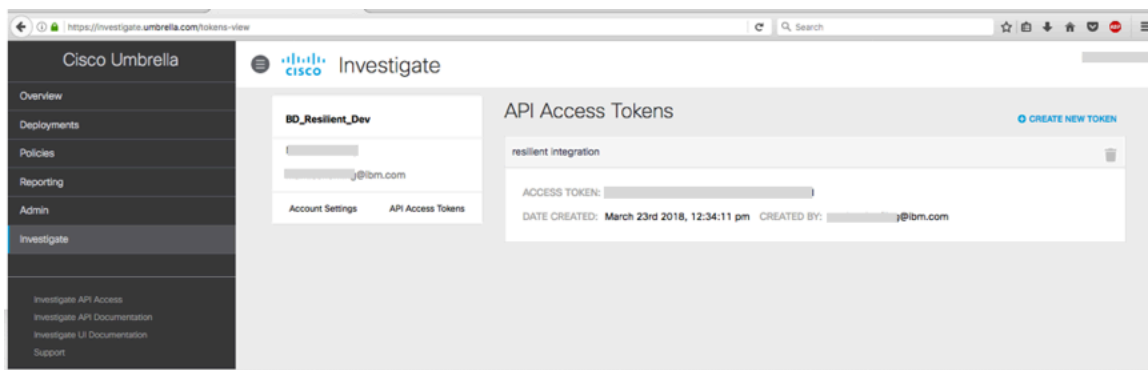 https://investigate.umbrella.com/tokens-view
Search
Cisco Umbrella
Overview
Deployments
Policies
Reporting
Admin
Investigate
Investigate API Access
Investigate API Documentation
Investigate UI Documentation
Support
CISCO
Investigate
BD_Resilient_Dev
g@ibm.com
Account Settings API Access Tokens
API Access Tokens
CREATE NEW TOKEN
resilient integration
ACCESS TOKEN:
DATE CREATED: March 23rd 2018, 12:34:11 pm CREATED BY: @ibm.com